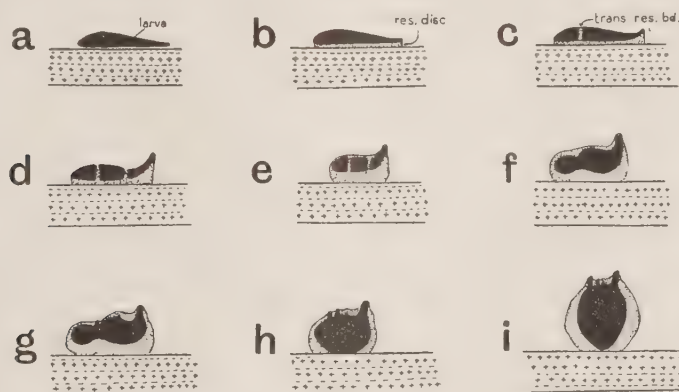 a
larva
b
res. disc
c
trans res. bd.
d
e
f
g
h
i